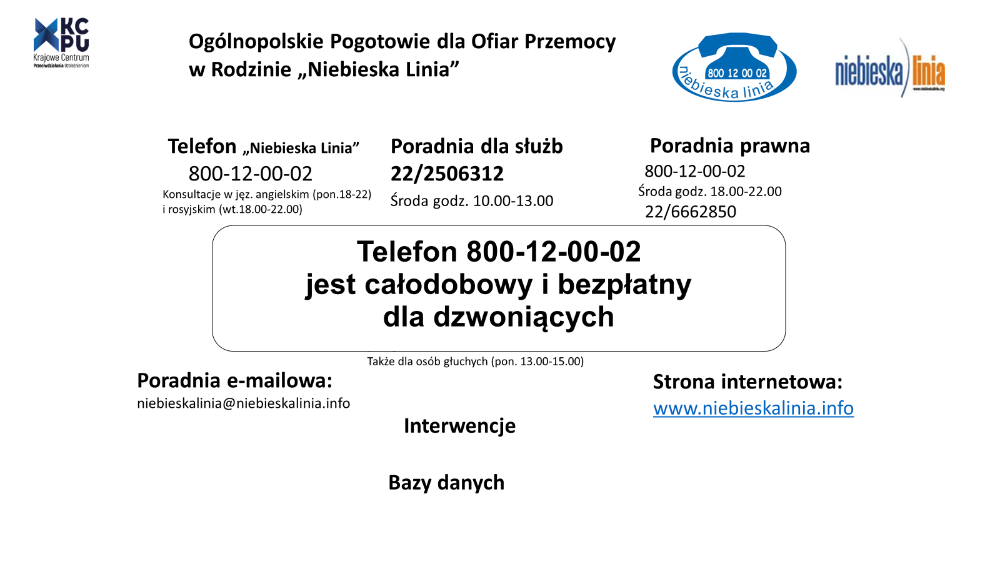 KC
PU
Krajowe Centrum
Przeciwdziałania Uzależnieniom
Ogólnopolskie Pogotowie dla Ofiar Przemocy
w Rodzinie „Niebieska Linia”
800 12 00 02
niebieska linia
niebieska linia
Telefon „Niebieska Linia”
800-12-00-02
Konsultacje w jęz. angielskim (pon.18-22)
i rosyjskim (wt.18.00-22.00)
Poradnia dla służb
22/2506312
Środa godz. 10.00-13.00
Poradnia prawna
800-12-00-02
Środa godz. 18.00-22.00
22/6662850
Telefon 800-12-00-02
jest całodobowy i bezpłatny
dla dzwoniących
Także dla osób głuchych (pon. 13.00-15.00)
Poradnia e-mailowa:
niebieskalinia@niebieskalinia.info
Strona internetowa:
www.niebieskalinia.info
Interwencje
Bazy danych